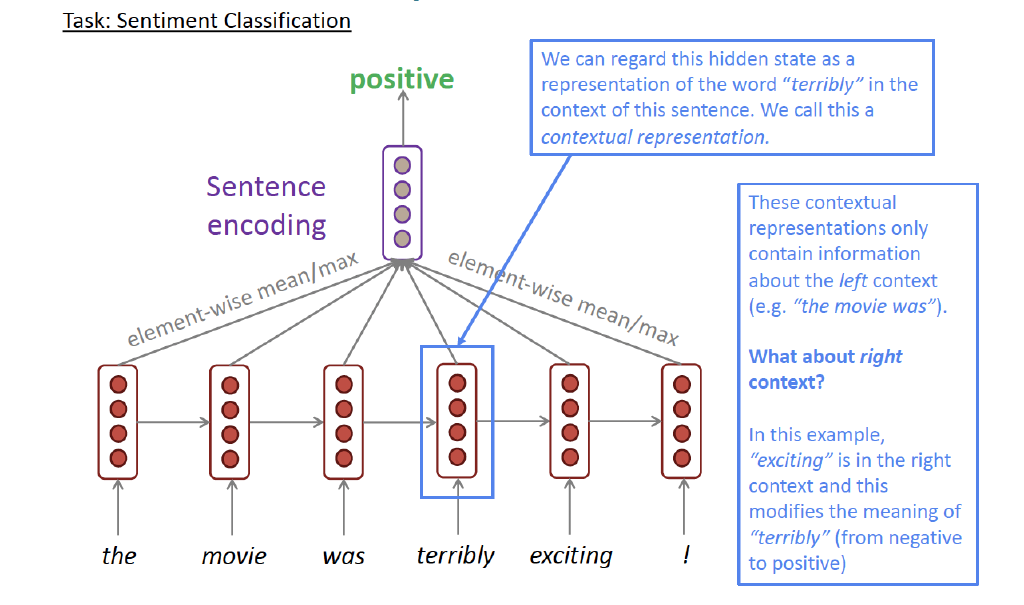 Task: Sentiment Classification
We can regard this hidden state as a
representation of the word “terribly” in the
context of this sentence. We call this a
contextual representation.
positive
Sentence
encoding
element-wise mean/max
element-wise mean/max
These contextual
representations only
contain information
about the left context
(e.g. “the movie was”).
What about right
context?
In this example,
“exciting” is in the right
context and this
modifies the meaning of
“terribly” (from negative
to positive)
the movie was terribly exciting !